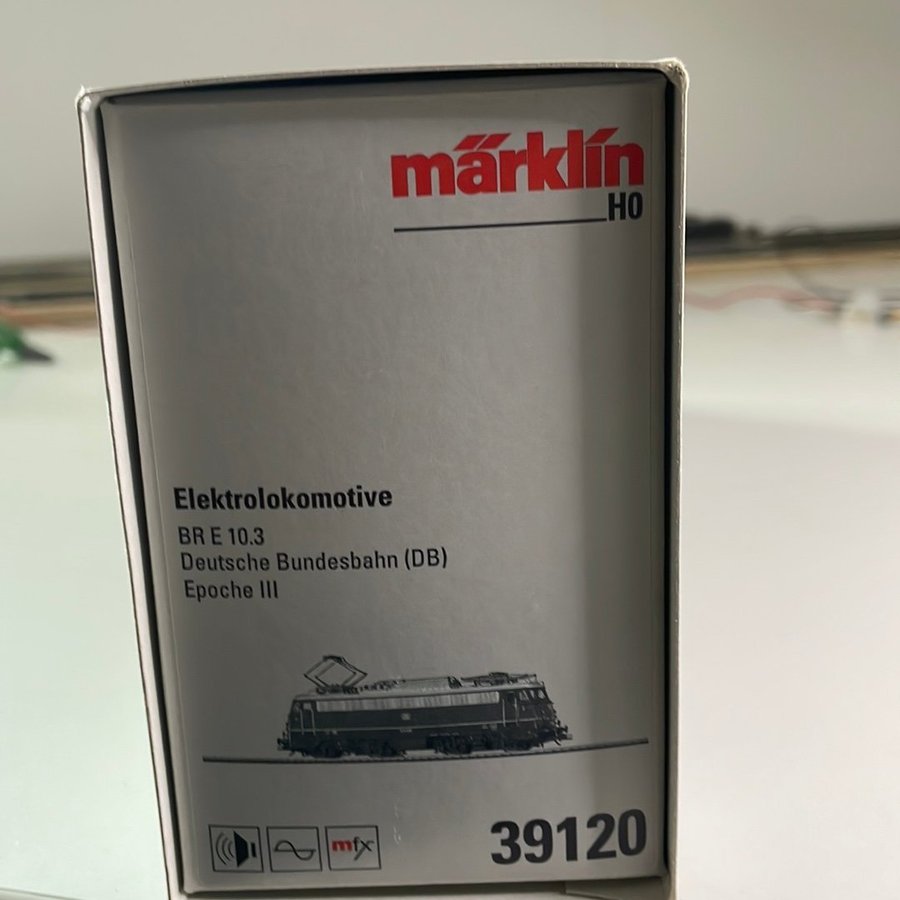 märklin
H0
Elektrolokomotive
BR E 10.3
Deutsche Bundesbahn (DB)
Epoche III
mfx
39120